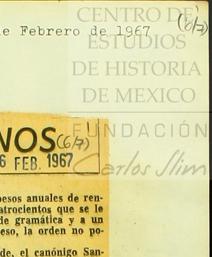 CENTRO DE
(6/7)
de Febrero de 1967
ESTUDIOS
DE HISTORIA
DE MEXICO
FUNDACIÓN
Carlos Slim
NOS (6/7)
6 FEB. 1967
pesos anuales de ren-
atrocientos que se le
de gramática y a un
eso, la orden no po-
de, el canónigo San-